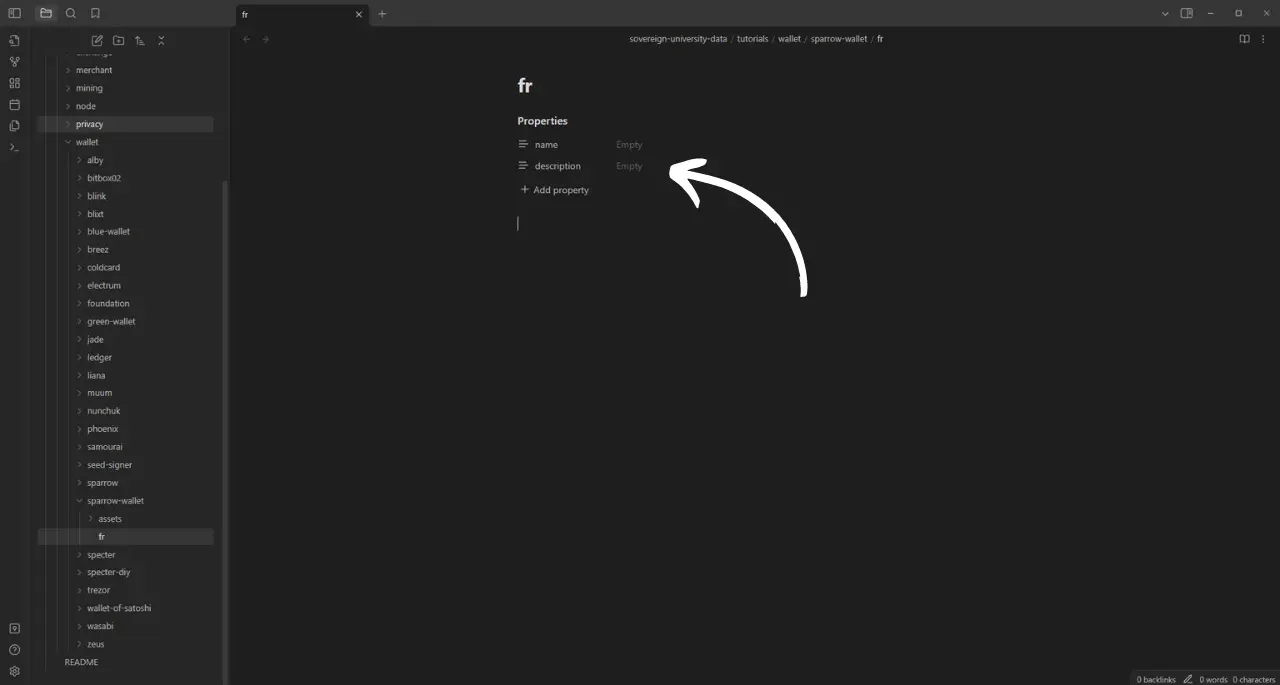 fr
sovereign-university-data / tutorials / wallet / sparrow-wallet / fr
merchant
mining
node
privacy
wallet
alby
bitbox02
blink
blixt
blue-wallet
breez
coldcard
electrum
foundation
green-wallet
jade
ledger
liana
muum
nunchuk
phoenix
samourai
seed-signer
sparrow
sparrow-wallet
assets
fr
specter
specter-diy
trezor
wallet-of-satoshi
wasabi
zeus
README
fr
Properties
name Empty
description Empty
Add property
0 backlinks 0 words 0 characters